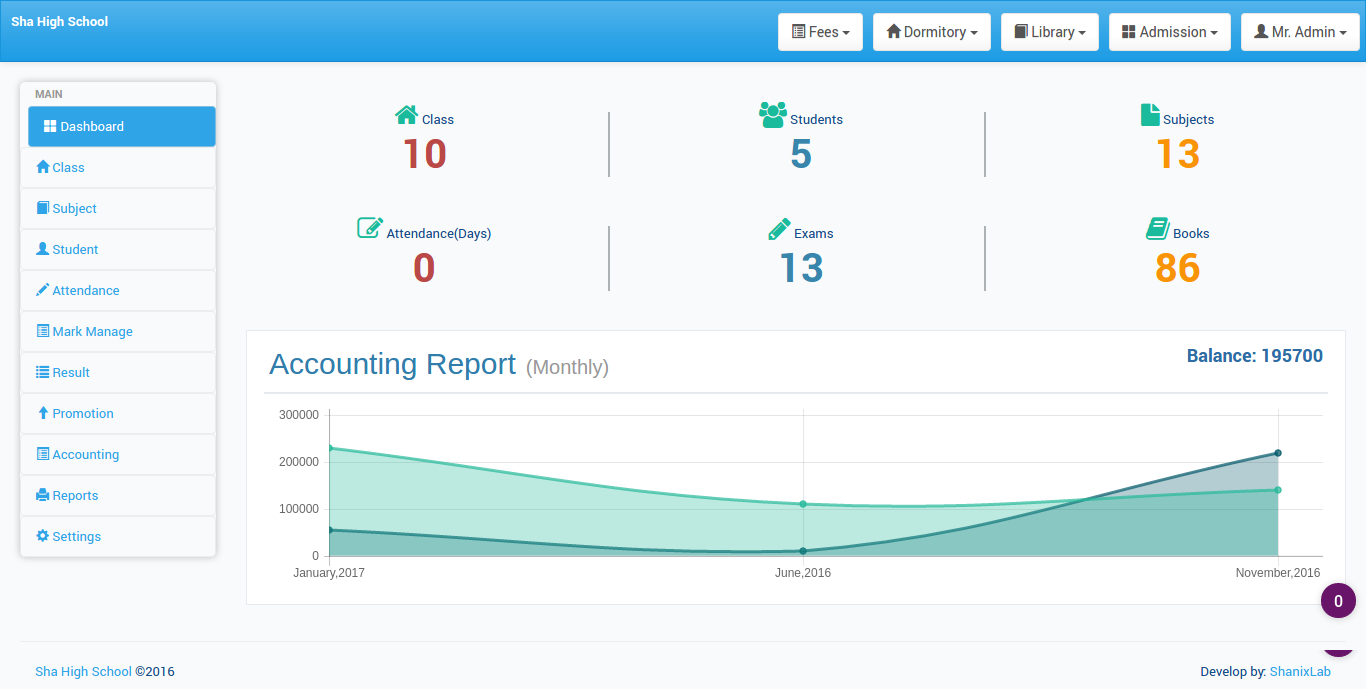 Sha High School
Fees
Dormitory
Library
Admission
Mr. Admin
MAIN
Dashboard
Class
Subject
Student
Attendance
Mark Manage
Result
Promotion
Accounting
Reports
Settings
Class
10
Students
5
Subjects
13
Attendance(Days)
0
Exams
13
Books
86
Accounting Report (Monthly)
Balance: 195700
300000
200000
100000
0
January,2017
June,2016
November,2016
0
Sha High School ©2016
Develop by: ShanixLab